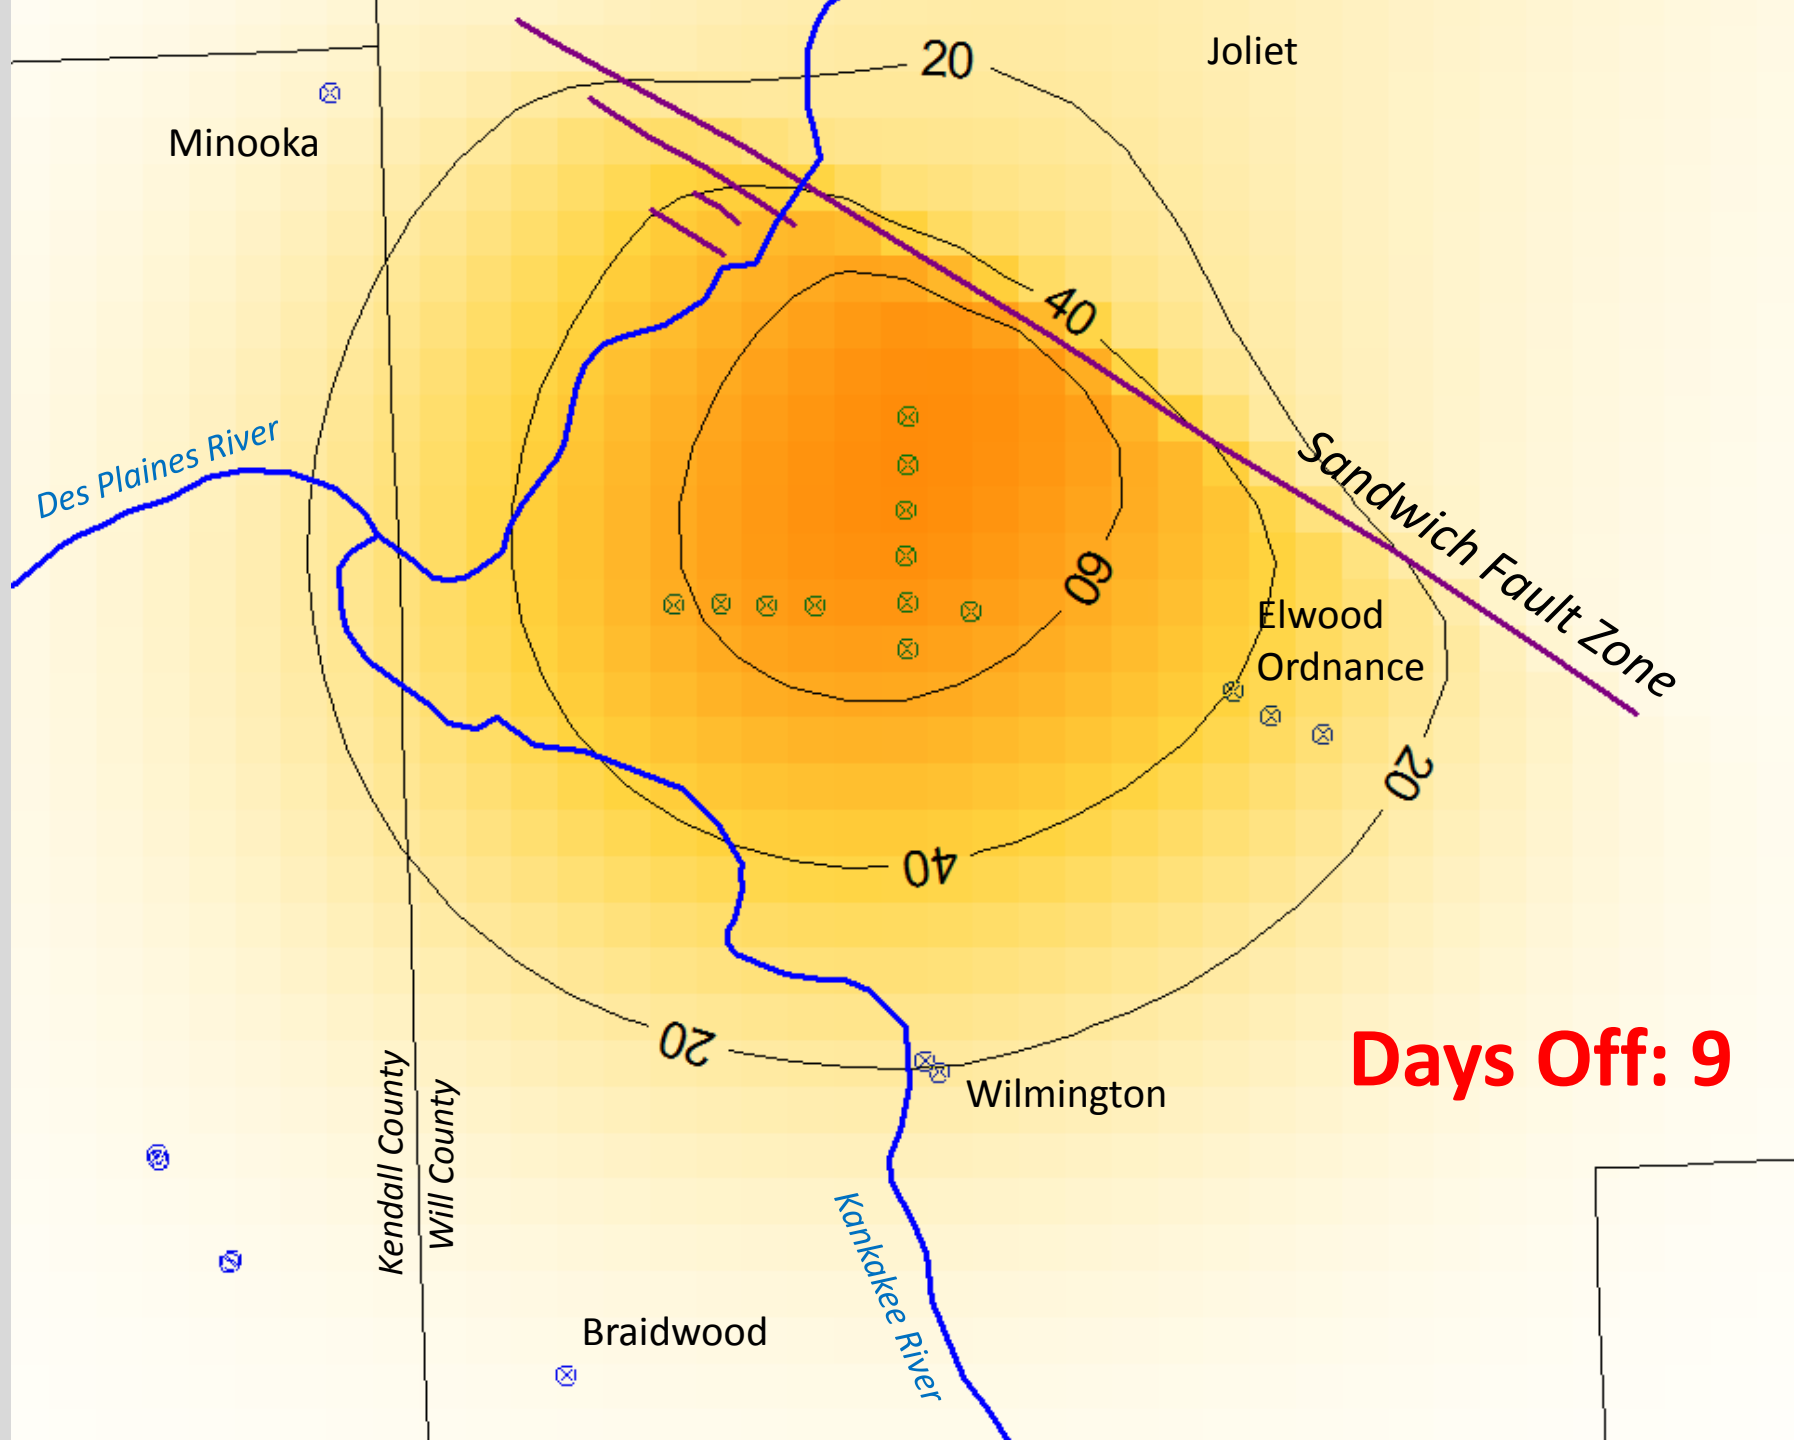 20
Joliet
Minooka
40
Des Plaines River
Sandwich Fault Zone
60
Elwood
Ordnance
20
40
20
Days Off: 9
Wilmington
Kendall County
Will County
Kankakee River
Braidwood